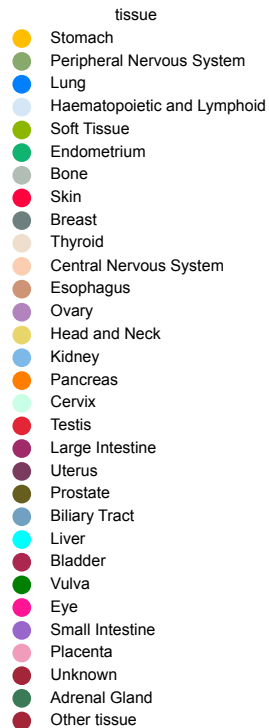 tissue
Stomach
Peripheral Nervous System
Lung
Haematopoietic and Lymphoid
Soft Tissue
Endometrium
Bone
Skin
Breast
Thyroid
Central Nervous System
Esophagus
Ovary
Head and Neck
Kidney
Pancreas
Cervix
Testis
Large Intestine
Uterus
Prostate
Biliary Tract
Liver
Bladder
Vulva
Eye
Small Intestine
Placenta
Unknown
Adrenal Gland
Other tissue